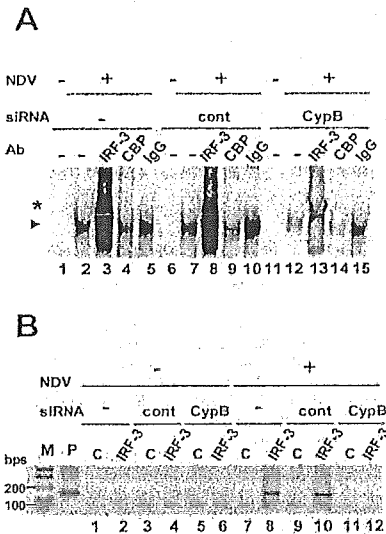 A
NDV - + - + - +
siRNA - cont CypB
Ab - - IRF-3 CBP IgG - - IRF-3 CBP IgG - - IRF-3 CBP IgG
*
1 2 3 4 5 6 7 8 9 10 11 12 13 14 15
B
NDV - +
siRNA - cont CypB - cont CypB
bps M P C IRF-3 C IRF-3 C IRF-3 C IRF-3 C IRF-3 C IRF-3
200
100
1 2 3 4 5 6 7 8 9 10 11 12